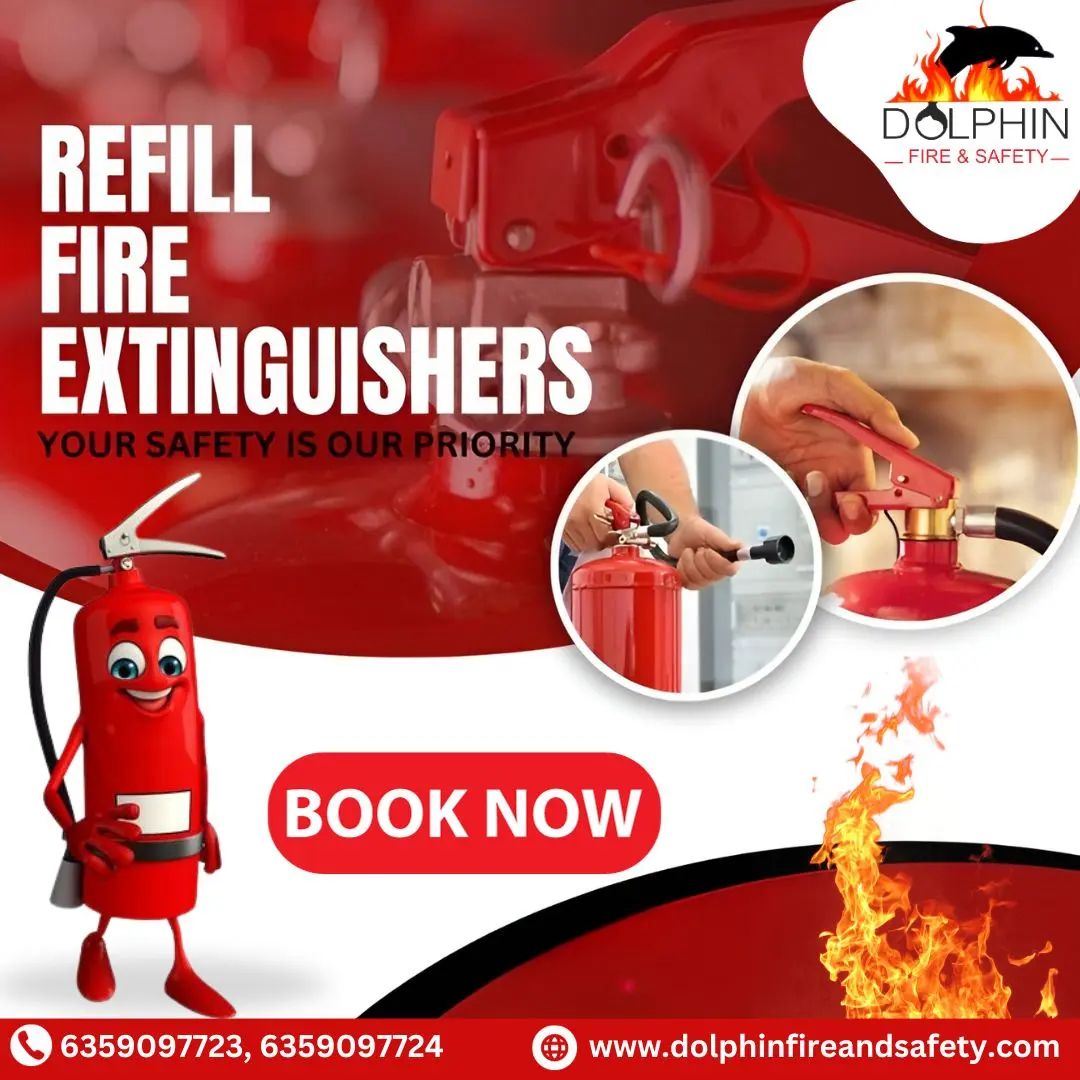 DOLPHIN
FIRE & SAFETY
REFILL
FIRE
EXTINGUISHERS
YOUR SAFETY IS OUR PRIORITY
BOOK NOW
6359097723, 6359097724
www.dolphinfireandsafety.com